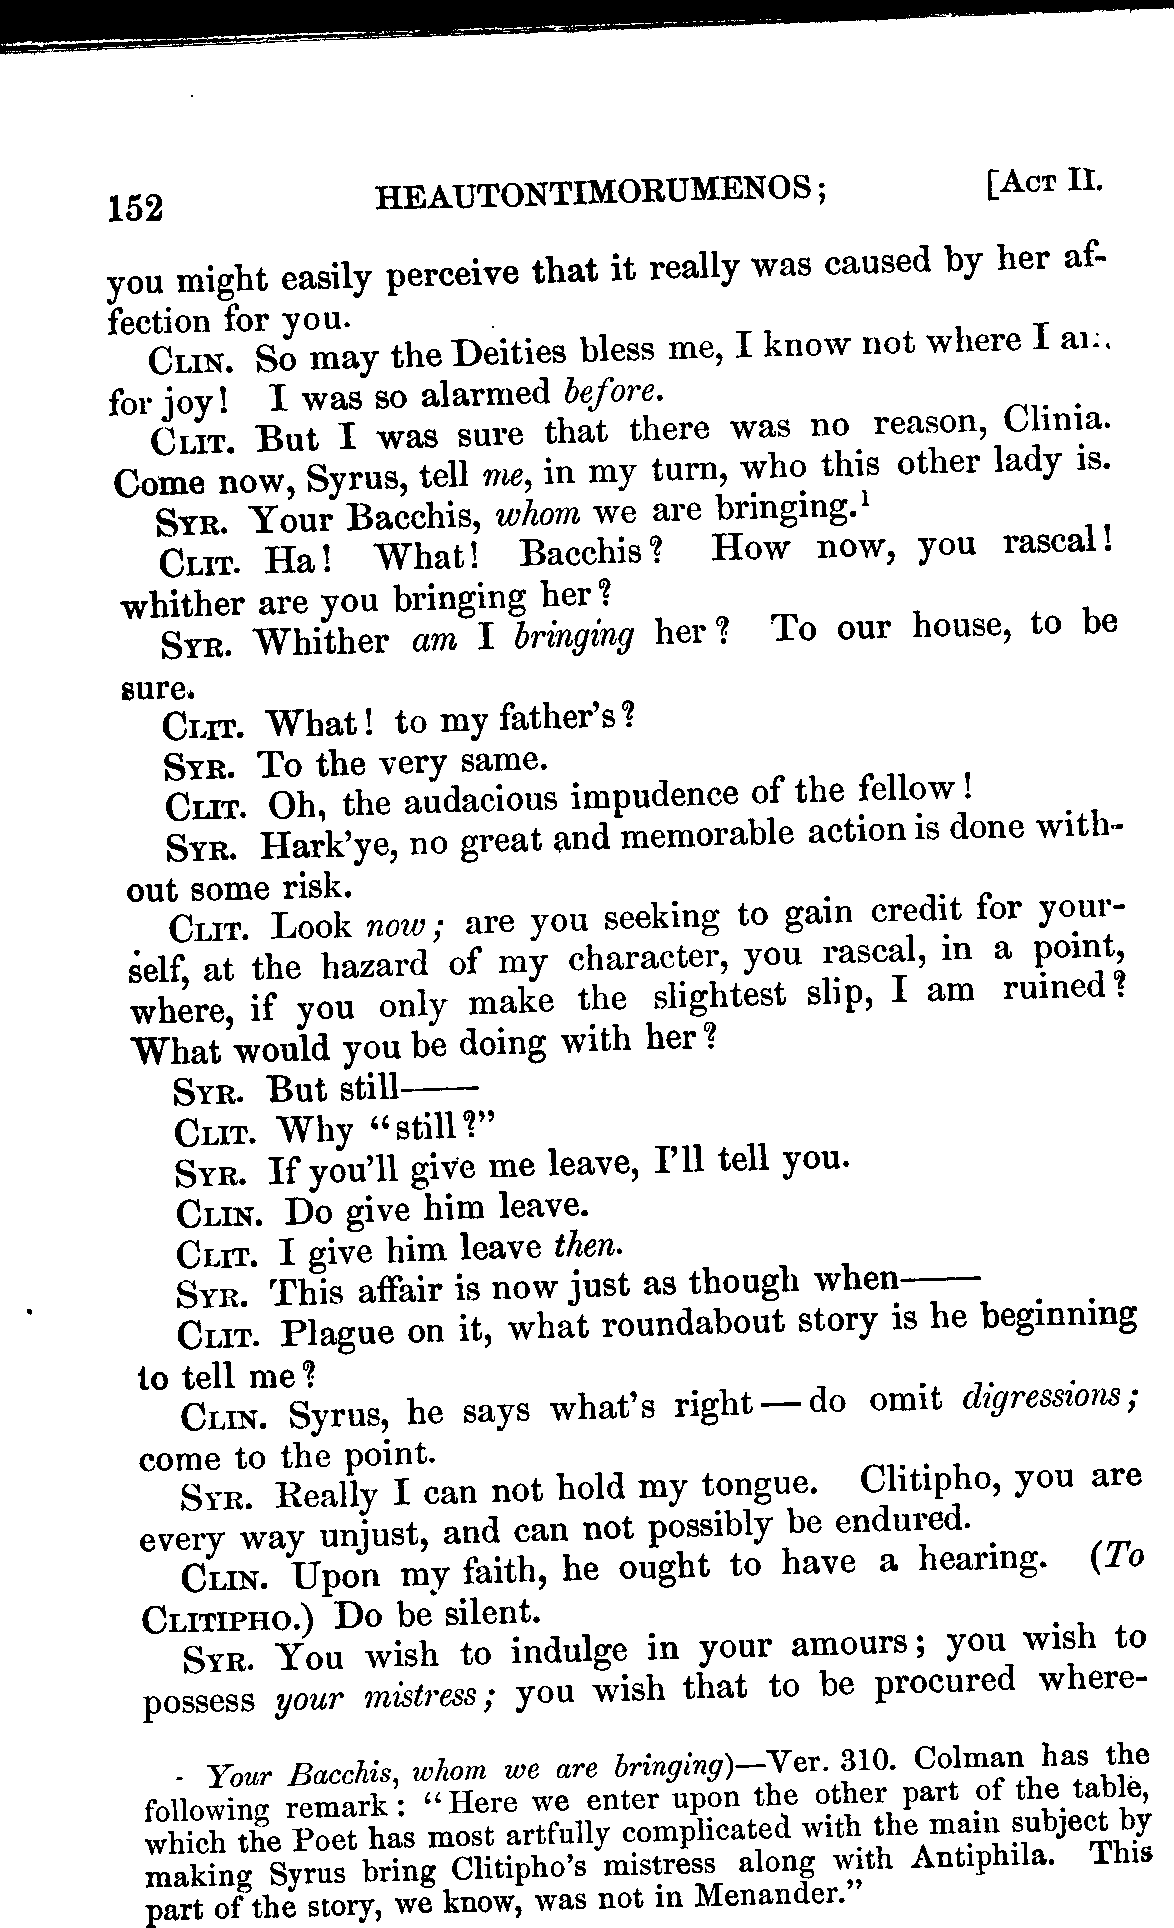 152 HEAUTONTIMORUMENOS; [ACT II.
you might easily perceive that it really was caused by her af-
fection for you.
CLIN. So may the Deities bless me, I know not where I
for joy! I was so alarmed before.
CLIT. But I was sure that there was no reason, Clinia.
Come now, Syrus, tell me, in my turn, who this other lady is.
SYR. Your Bacchis, whom we are bringing.¹
CLIT. Ha! What! Bacchis? How now, you rascal!
whither are you bringing her?
SYR. Whither am I bringing her? To our house, to be
sure.
CLIT. What! to my father's?
SYR. To the very same.
CLIT. Oh, the audacious impudence of the fellow!
SYR. Hark'ye, no great and memorable action is done with-
out some risk.
CLIT. Look now; are you seeking to gain credit for your-
self, at the hazard of my character, you rascal, in a point,
where, if you only make the slightest slip, I am ruined?
What would you be doing with her?
SYR. But still——
CLIT. Why "still?"
SYR. If you'll give me leave, I'll tell you.
CLIN. Do give him leave.
CLIT. I give him leave then.
SYR. This affair is now just as though when——
CLIT. Plague on it, what roundabout story is he beginning
to tell me?
CLIN. Syrus, he says what's right—do omit digressions;
come to the point.
SYR. Really I can not hold my tongue. Clitipho, you are
every way unjust, and can not possibly be endured.
CLIN. Upon my faith, he ought to have a hearing. (To
CLITIPHO.) Do be silent.
SYR. You wish to indulge in your amours; you wish to
possess your mistress; you wish that to be procured where-
Your Bacchis, whom we are bringing)—Ver. 310. Colman has the
following remark: "Here we enter upon the other part of the table,
which the Poet has most artfully complicated with the main subject by
making Syrus bring Clitipho's mistress along with Antiphila. This
part of the story, we know, was not in Menander."